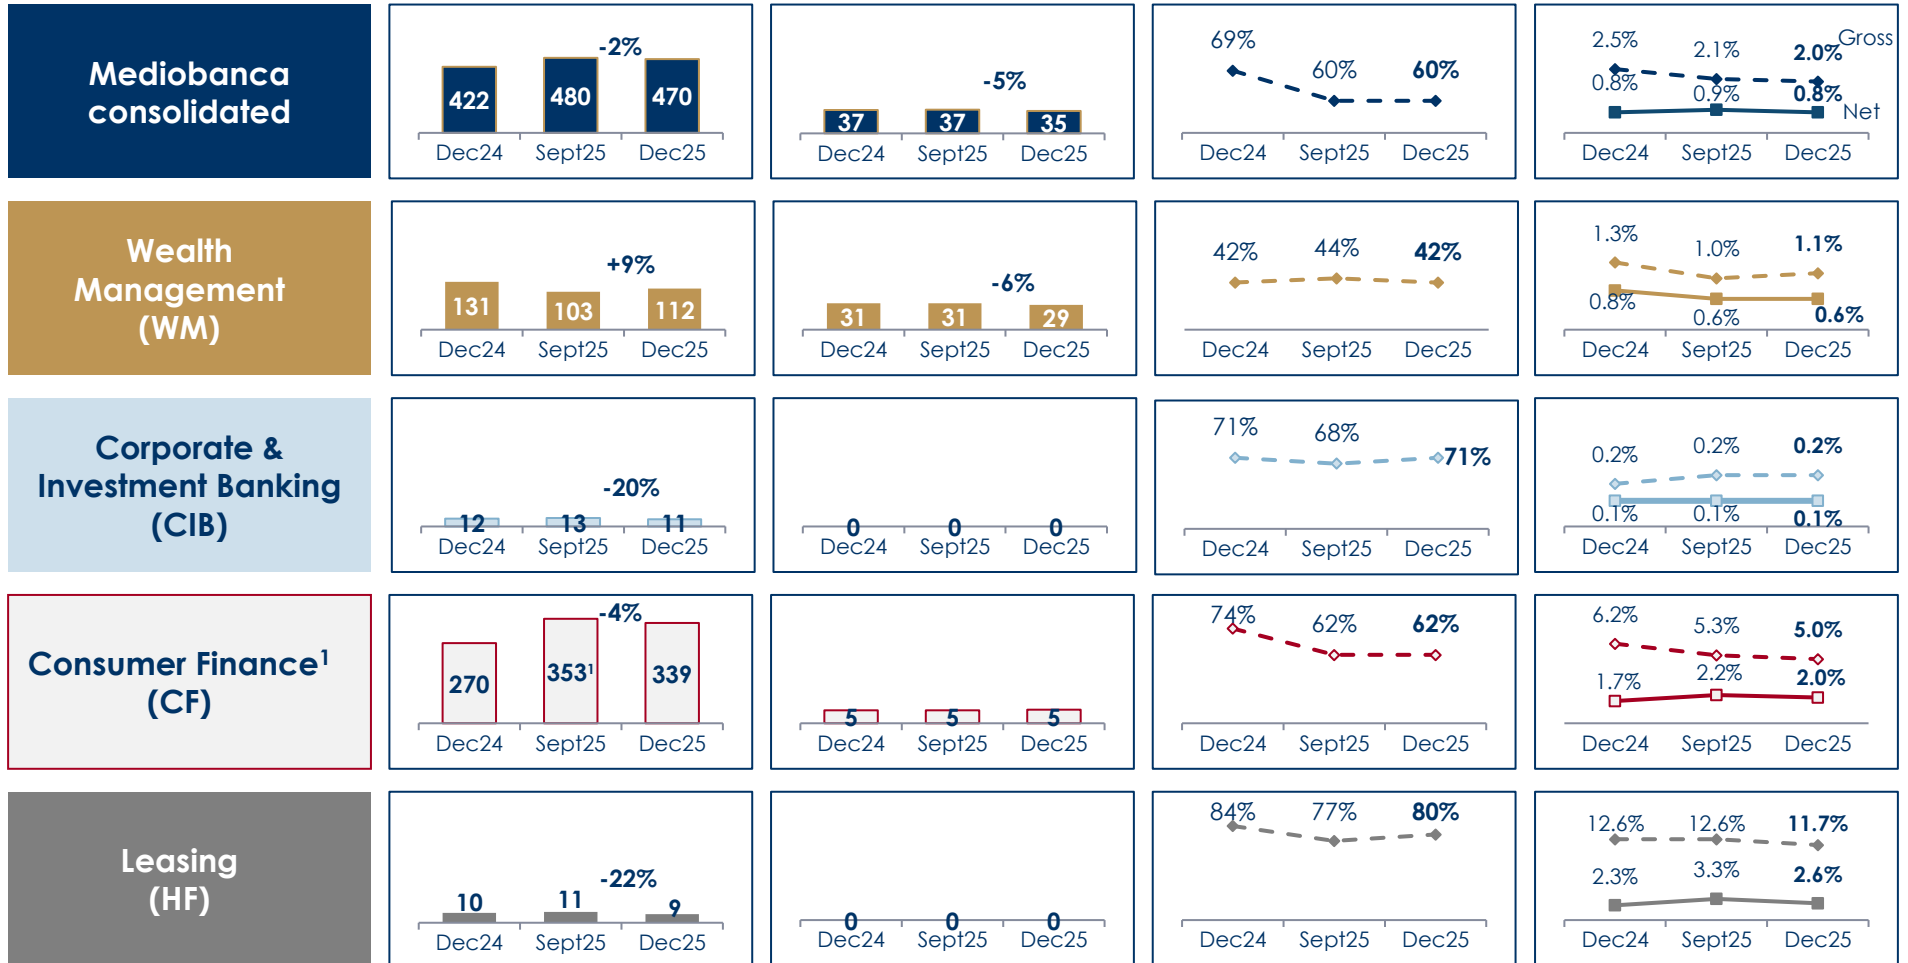 Mediobanca
consolidated
-2%
422
480
470
Dec24
Sept25
Dec25
-5%
37
37
35
Dec24
Sept25
Dec25
69%
60%
60%
Dec24
Sept25
Dec25
2.5%
2.1%
2.0%
Gross
0.8%
0.9%
0.8%
Net
Dec24
Sept25
Dec25
Wealth
Management
(WM)
+9%
131
103
112
Dec24
Sept25
Dec25
-6%
31
31
29
Dec24
Sept25
Dec25
42%
44%
42%
Dec24
Sept25
Dec25
1.3%
1.0%
1.1%
0.8%
0.6%
0.6%
Dec24
Sept25
Dec25
Corporate &
Investment Banking
(CIB)
-20%
12
13
11
Dec24
Sept25
Dec25
0
0
0
Dec24
Sept25
Dec25
71%
68%
71%
Dec24
Sept25
Dec25
0.2%
0.2%
0.2%
0.1%
0.1%
0.1%
Dec24
Sept25
Dec25
Consumer Finance¹
(CF)
-4%
270
353¹
339
Dec24
Sept25
Dec25
5
5
5
Dec24
Sept25
Dec25
74%
62%
62%
Dec24
Sept25
Dec25
6.2%
5.3%
5.0%
1.7%
2.2%
2.0%
Dec24
Sept25
Dec25
Leasing
(HF)
-22%
10
11
9
Dec24
Sept25
Dec25
0
0
0
Dec24
Sept25
Dec25
84%
77%
80%
Dec24
Sept25
Dec25
12.6%
12.6%
11.7%
2.3%
3.3%
2.6%
Dec24
Sept25
Dec25